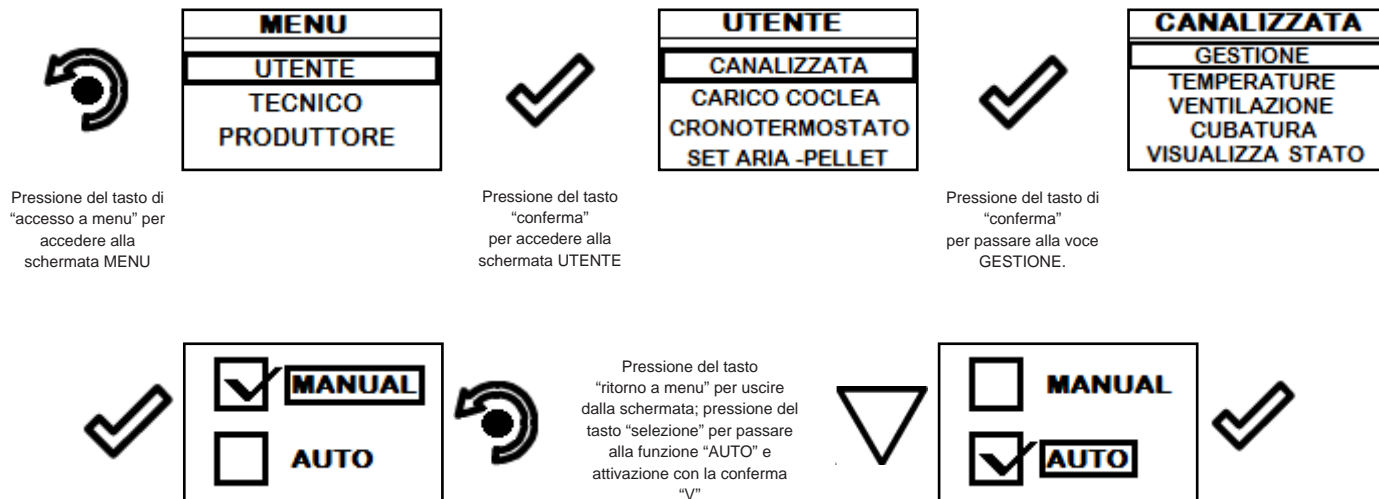 MENU
UTENTE
TECNICO
PRODUTTORE
UTENTE
CANALIZZATA
CARICO COCLEA
CRONOTERMOSTATO
SET ARIA -PELLET
CANALIZZATA
GESTIONE
TEMPERATURE
VENTILAZIONE
CUBATURA
VISUALIZZA STATO
Pressione del tasto di
“accesso a menu” per
accedere alla
schermata MENU
Pressione del tasto
“conferma”
per accedere alla
schermata UTENTE
Pressione del tasto di
“conferma”
per passare alla voce
GESTIONE.
MANUAL
AUTO
Pressione del tasto
“ritorno a menu” per uscire
dalla schermata; pressione del
tasto “selezione” per passare
alla funzione “AUTO” e
attivazione con la conferma
“V”
MANUAL
AUTO